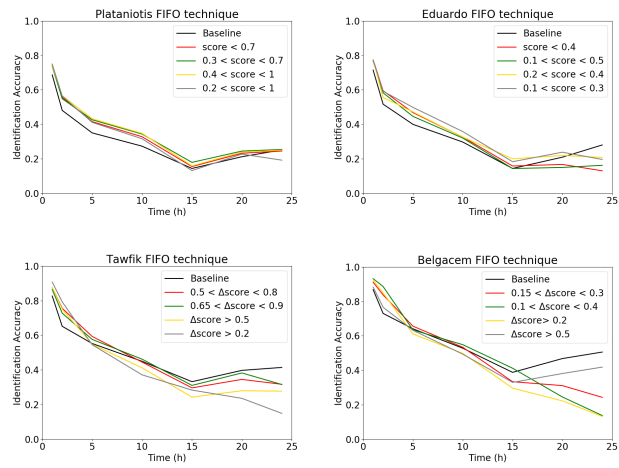 Plataniotis FIFO technique
1.0
0.8
0.6
0.4
0.2
0.0
Identification Accuracy
Baseline
score < 0.7
0.3 < score < 0.7
0.4 < score < 1
0.2 < score < 1
0 5 10 15 20 25
Time (h)
Eduardo FIFO technique
1.0
0.8
0.6
0.4
0.2
0.0
Identification Accuracy
Baseline
score < 0.4
0.1 < score < 0.5
0.2 < score < 0.4
0.1 < score < 0.3
0 5 10 15 20 25
Time (h)
Tawfik FIFO technique
1.0
0.8
0.6
0.4
0.2
0.0
Identification Accuracy
Baseline
0.5 < Δscore < 0.8
0.65 < Δscore < 0.9
Δscore > 0.5
Δscore > 0.2
0 5 10 15 20 25
Time (h)
Belgacem FIFO technique
1.0
0.8
0.6
0.4
0.2
0.0
Identification Accuracy
Baseline
0.15 < Δscore < 0.3
0.1 < Δscore < 0.4
Δscore> 0.2
Δscore > 0.5
0 5 10 15 20 25
Time (h)